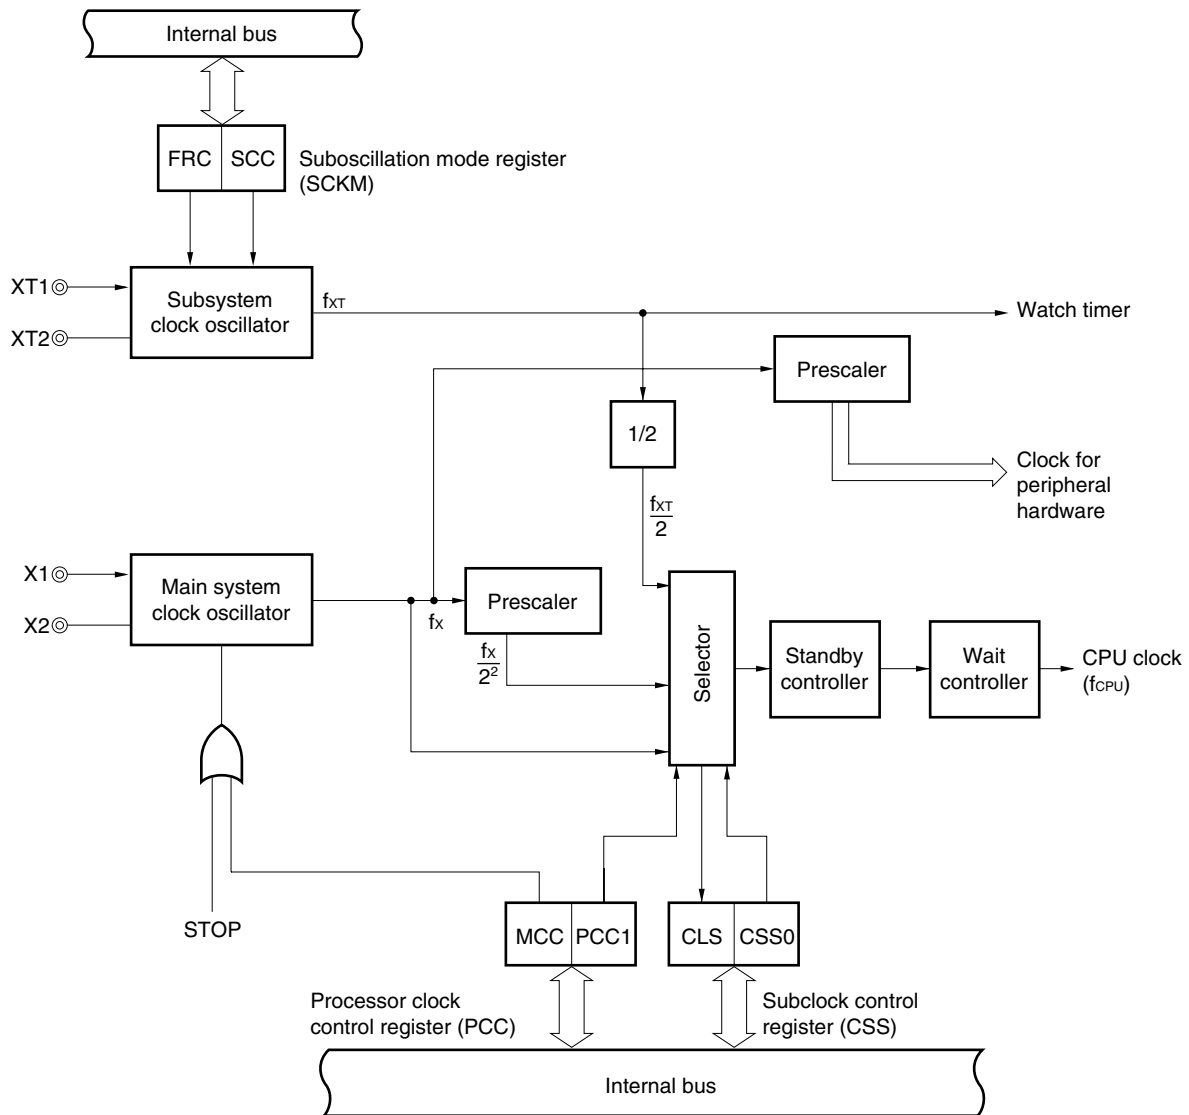 Internal bus
FRC
SCC
Suboscillation mode register
(SCKM)
XT1
XT2
Subsystem
clock oscillator
fXT
Watch timer
Prescaler
1/2
Clock for
peripheral
hardware
fXT
2
X1
X2
Main system
clock oscillator
fX
Prescaler
fX
2²
Selector
Standby
controller
Wait
controller
CPU clock
(fCPU)
STOP
MCC
PCC1
CLS
CSS0
Processor clock
control register (PCC)
Subclock control
register (CSS)
Internal bus